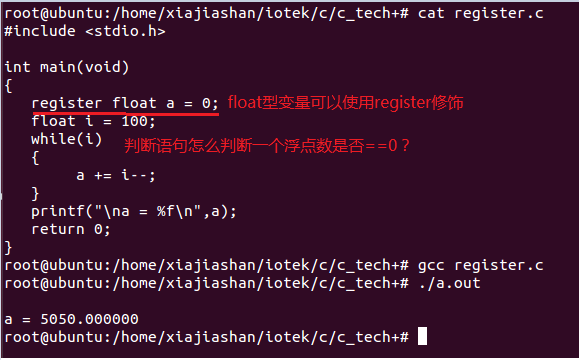 root@ubuntu:/home/xiajiashan/iotek/c/c_tech+# cat register.c
#include <stdio.h>
int main(void)
{
register float a = 0; float型变量可以使用register修饰
float i = 100;
while(i) 判断语句怎么判断一个浮点数是否==0？
{
a += i--;
}
printf("\na = %f\n",a);
return 0;
}
root@ubuntu:/home/xiajiashan/iotek/c/c_tech+# gcc register.c
root@ubuntu:/home/xiajiashan/iotek/c/c_tech+# ./a.out
a = 5050.000000
root@ubuntu:/home/xiajiashan/iotek/c/c_tech+#